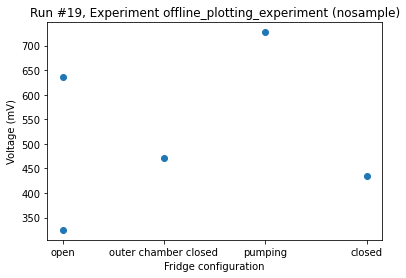 Run #19, Experiment offline_plotting_experiment (nosample)
700
650
600
550
500
450
400
350
Voltage (mV)
open outer chamber closed pumping closed
Fridge configuration